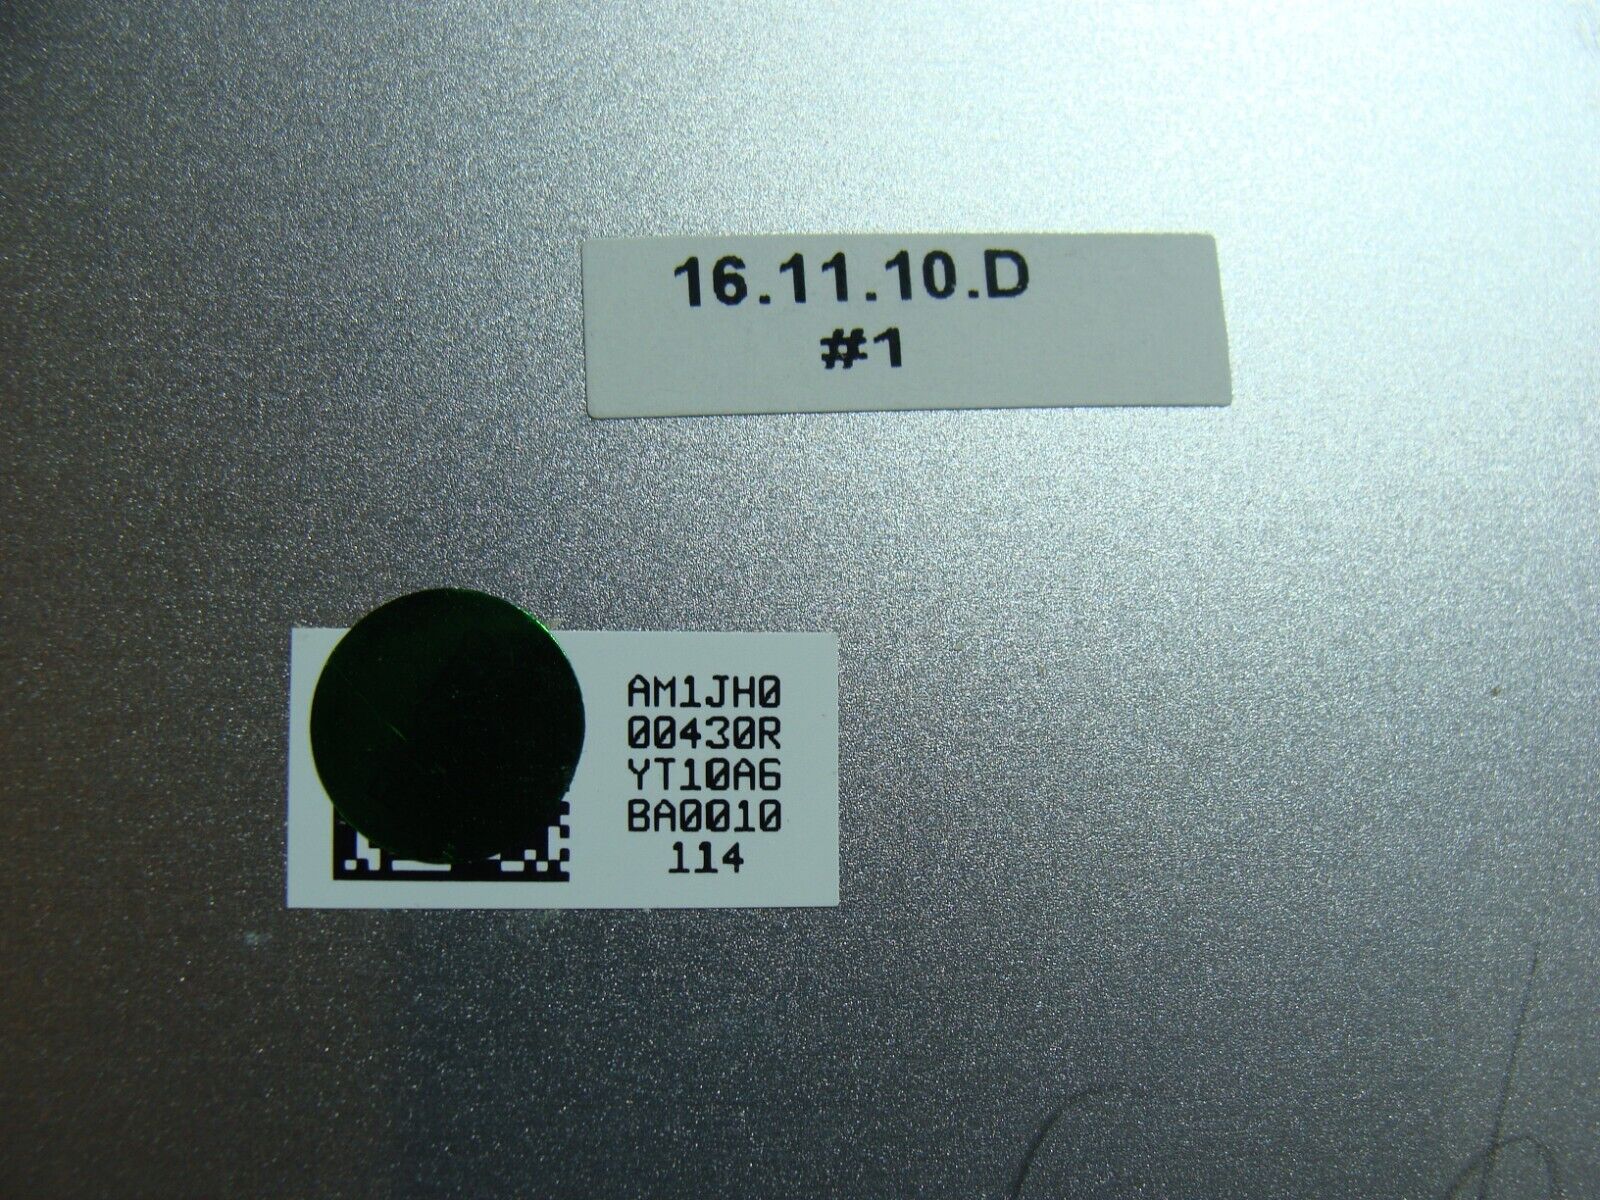 16.11.10.D
#1
AM1JH0
00430R
YT10A6
BA0010
114